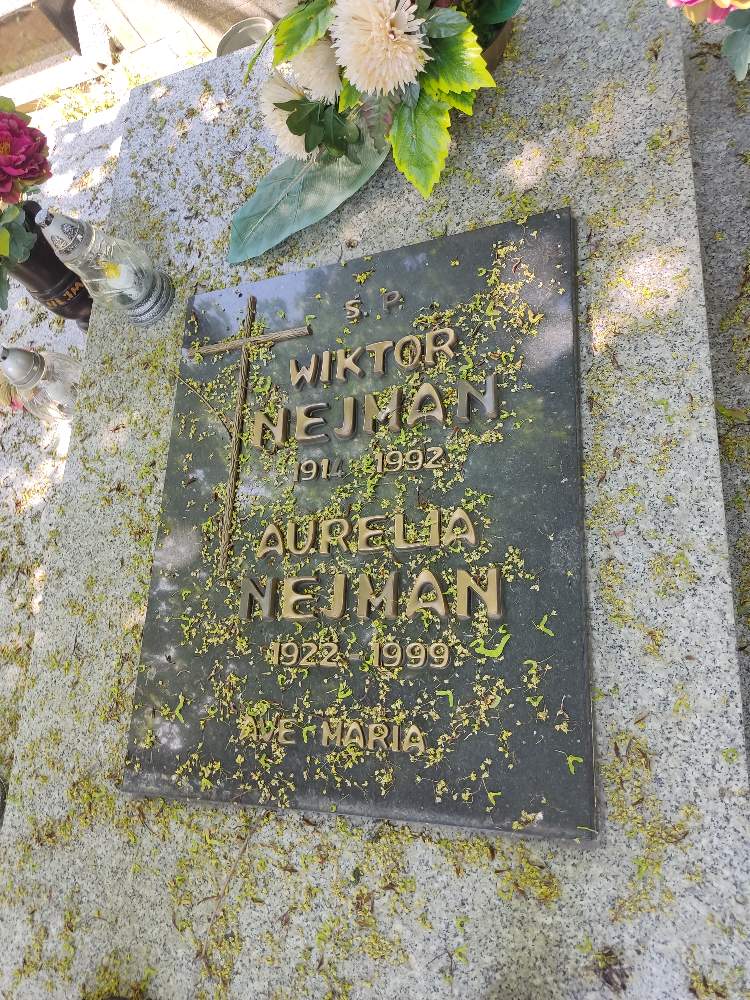 Ś. P.
WIKTOR
NEJMAN
1914 - 1992
AURELIA
NEJMAN
1922 - 1999
AVE MARIA